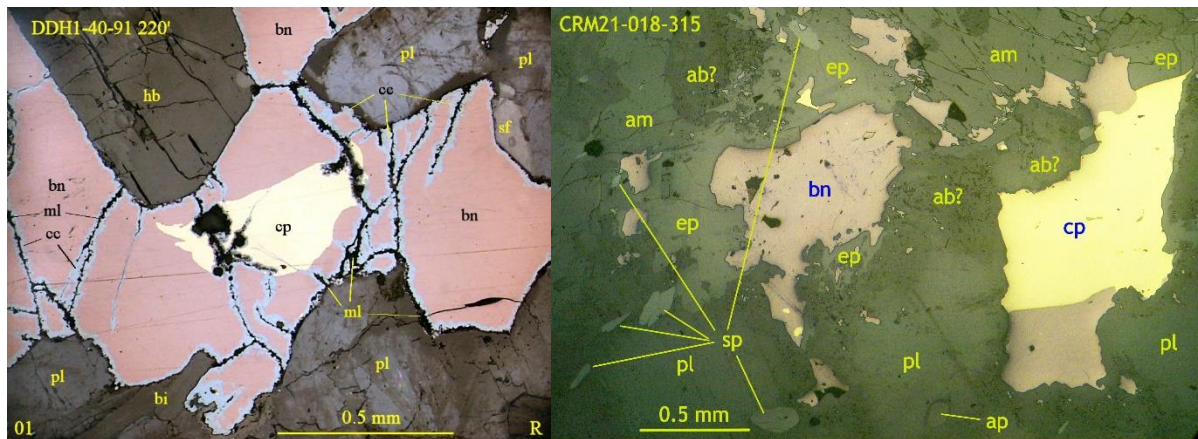 DDH1-40-91 220'
bn
pl
pl
hb
cc
sf
bn
ml
cc
cp
bn
ml
pl
pl
bi
0.5 mm
01
R
CRM21-018-315
ab?
ep
am
ep
am
bn
ab?
ab?
ep
cp
ep
sp
pl
pl
pl
0.5 mm
ap